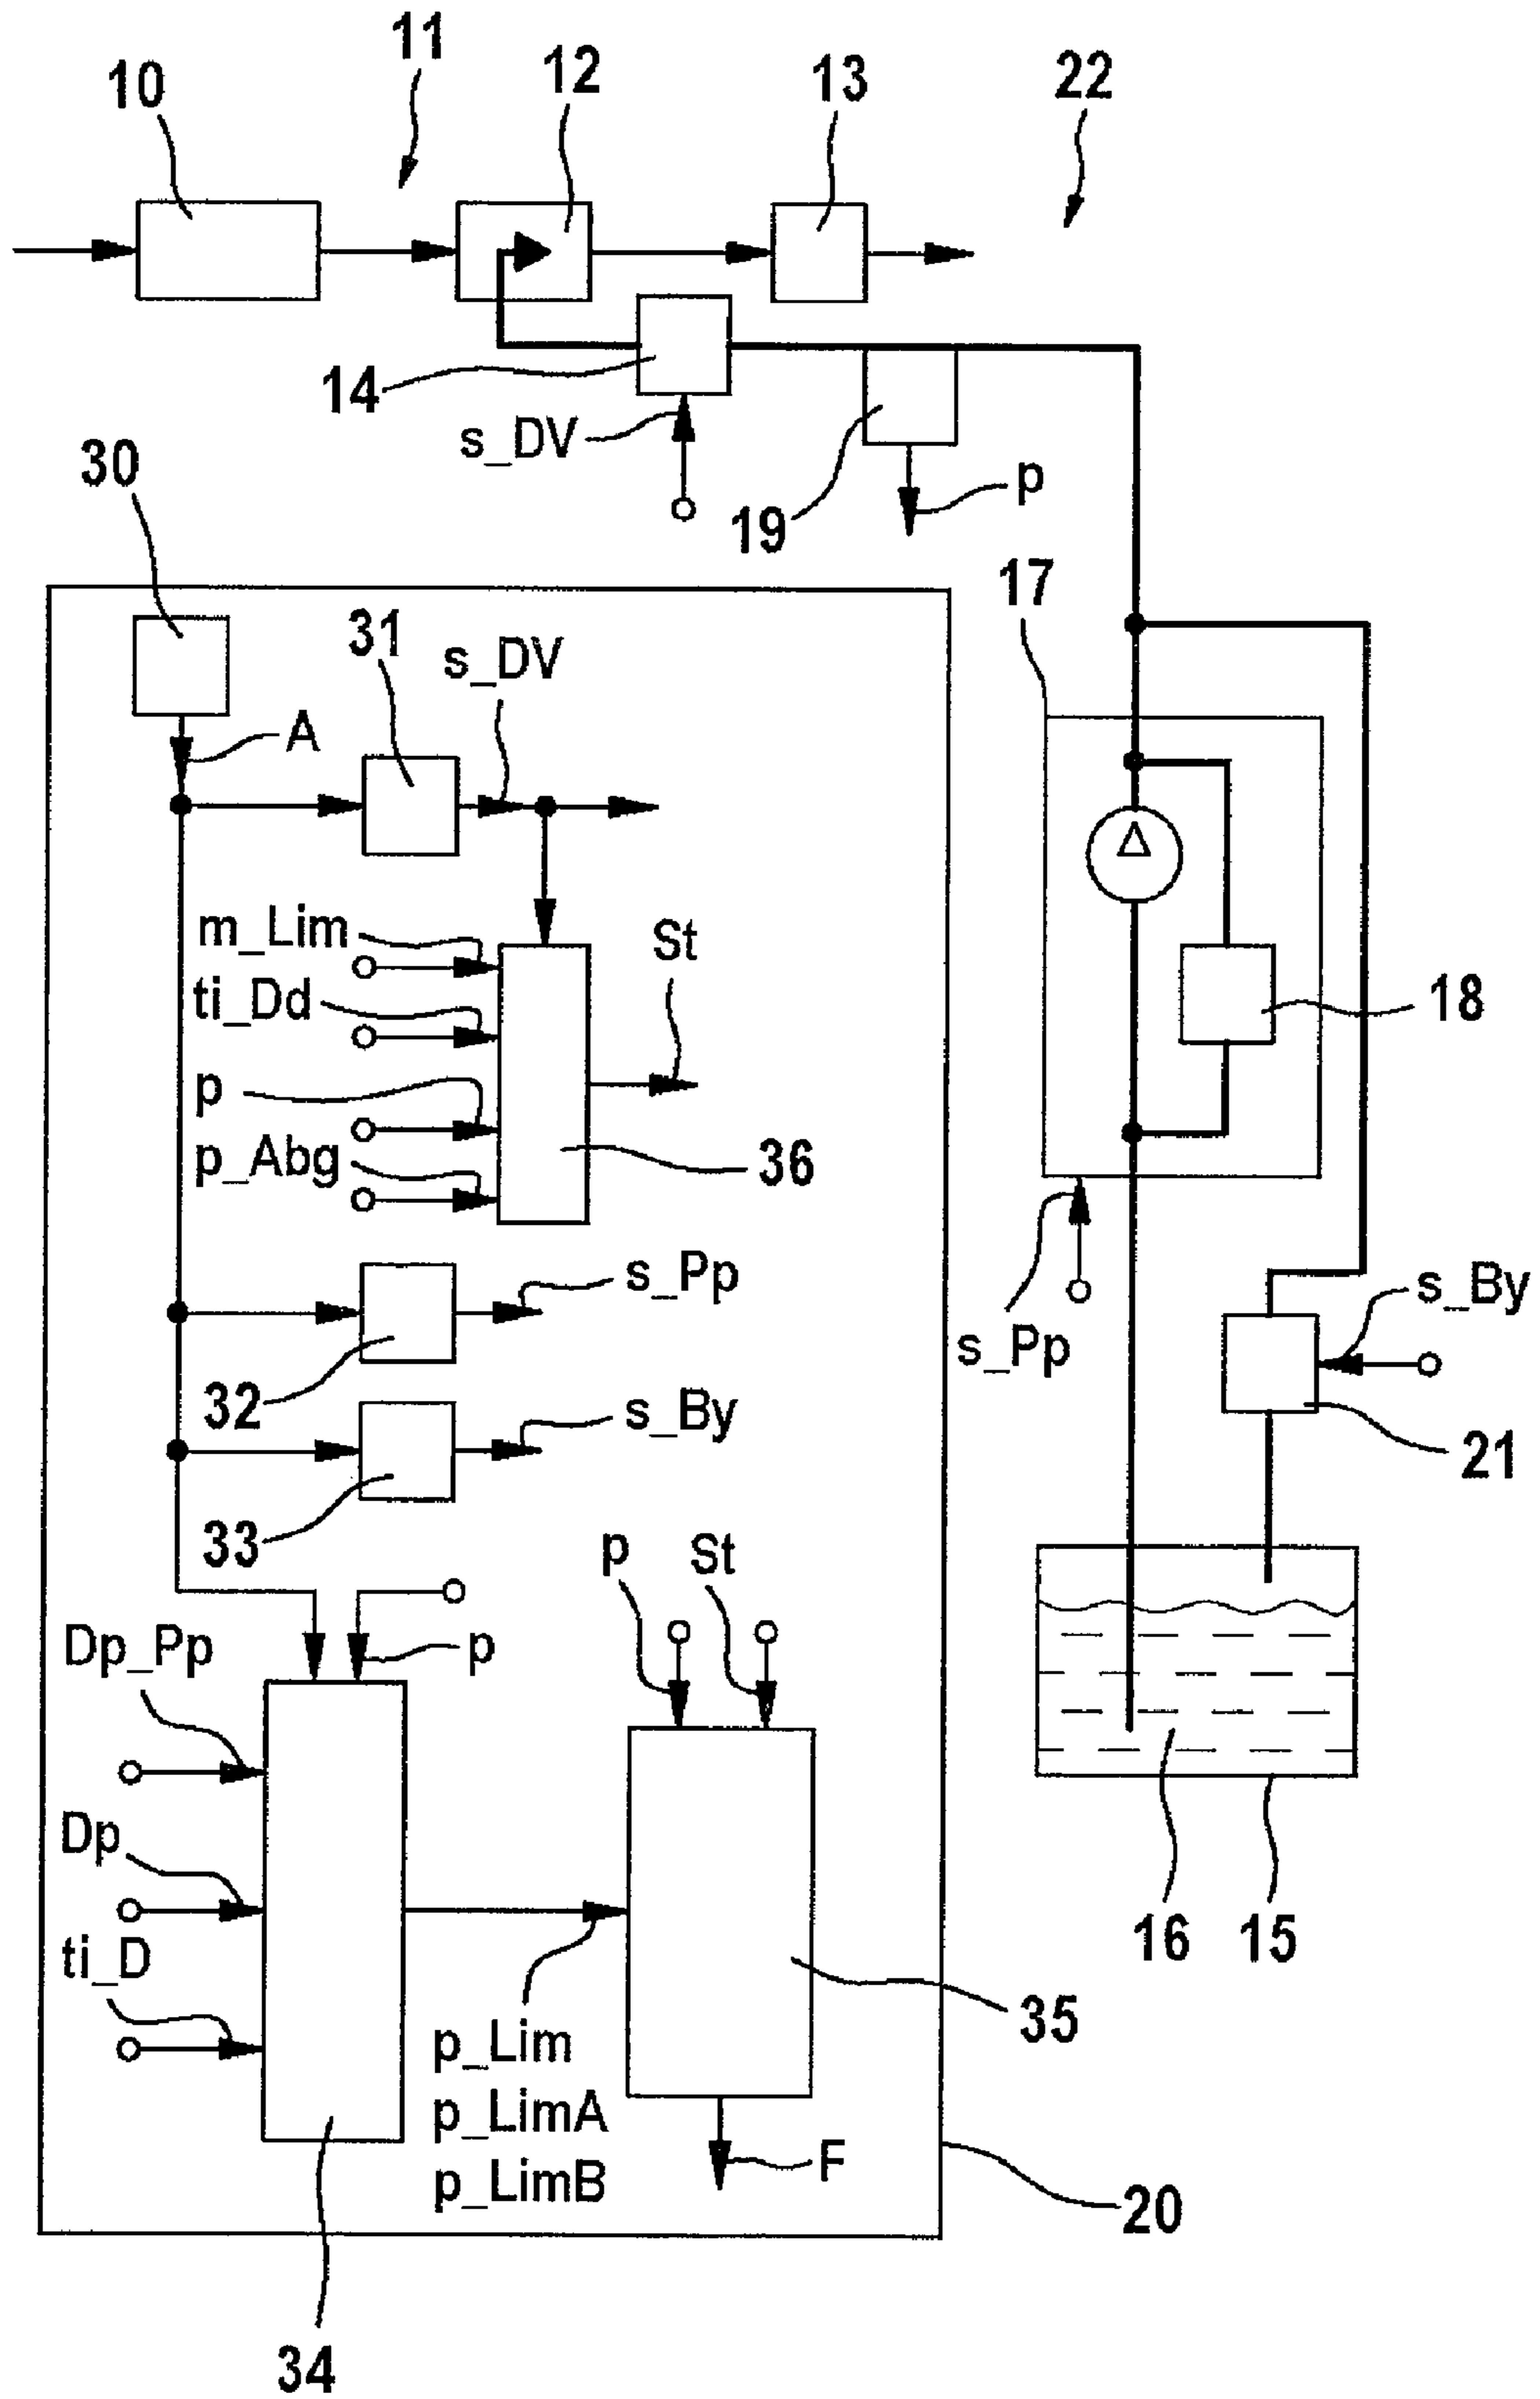 11
12
10
13
22
14
s_DV
19
p
30
17
31
s_DV
A
m_Lim
St
ti_Dd
18
p
p_Abg
36
s_Pp
s_Pp
s_By
32
s_By
21
33
p
St
Dp_Pp
p
Dp
16
15
ti_D
35
p_Lim
p_LimA
p_LimB
F
20
34